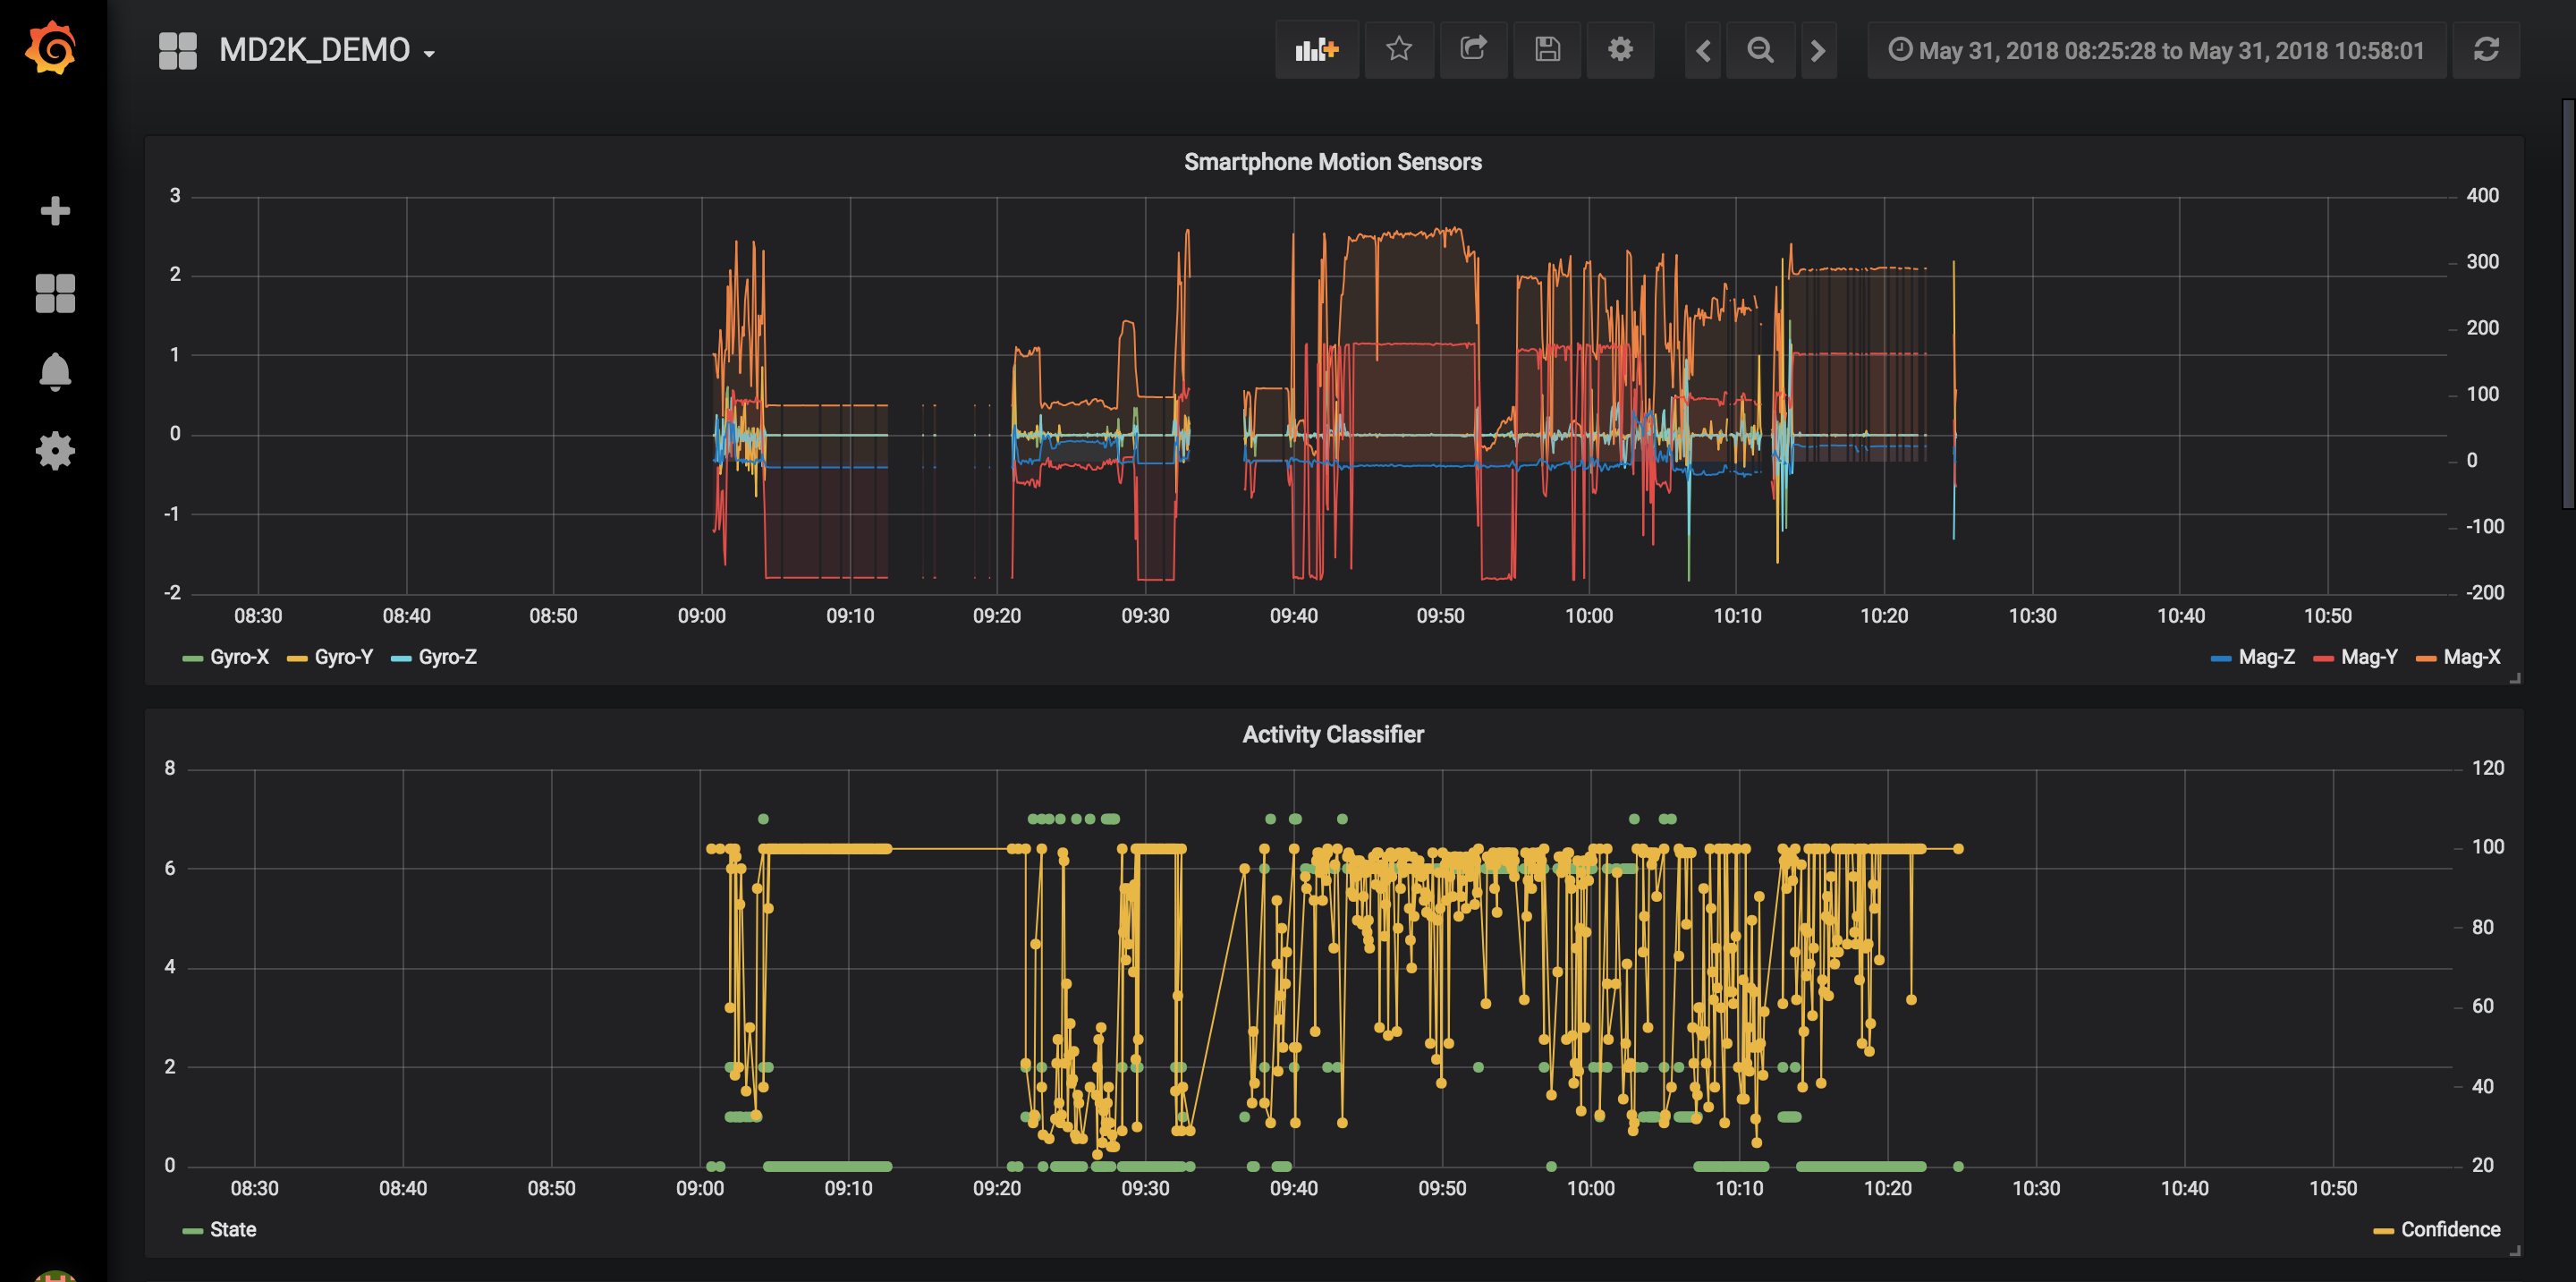 MD2K_DEMO
May 31, 2018 08:25:28 to May 31, 2018 10:58:01
Smartphone Motion Sensors
3 400
2 300
1 200
0 100
-1 0
-2 -100
-200
08:30 08:40 08:50 09:00 09:10 09:20 09:30 09:40 09:50 10:00 10:10 10:20 10:30 10:40 10:50
Gyro-X Gyro-Y Gyro-Z Mag-Z Mag-Y Mag-X
Activity Classifier
8 120
6 100
4 80
2 60
0 40
20
08:30 08:40 08:50 09:00 09:10 09:20 09:30 09:40 09:50 10:00 10:10 10:20 10:30 10:40 10:50
State Confidence